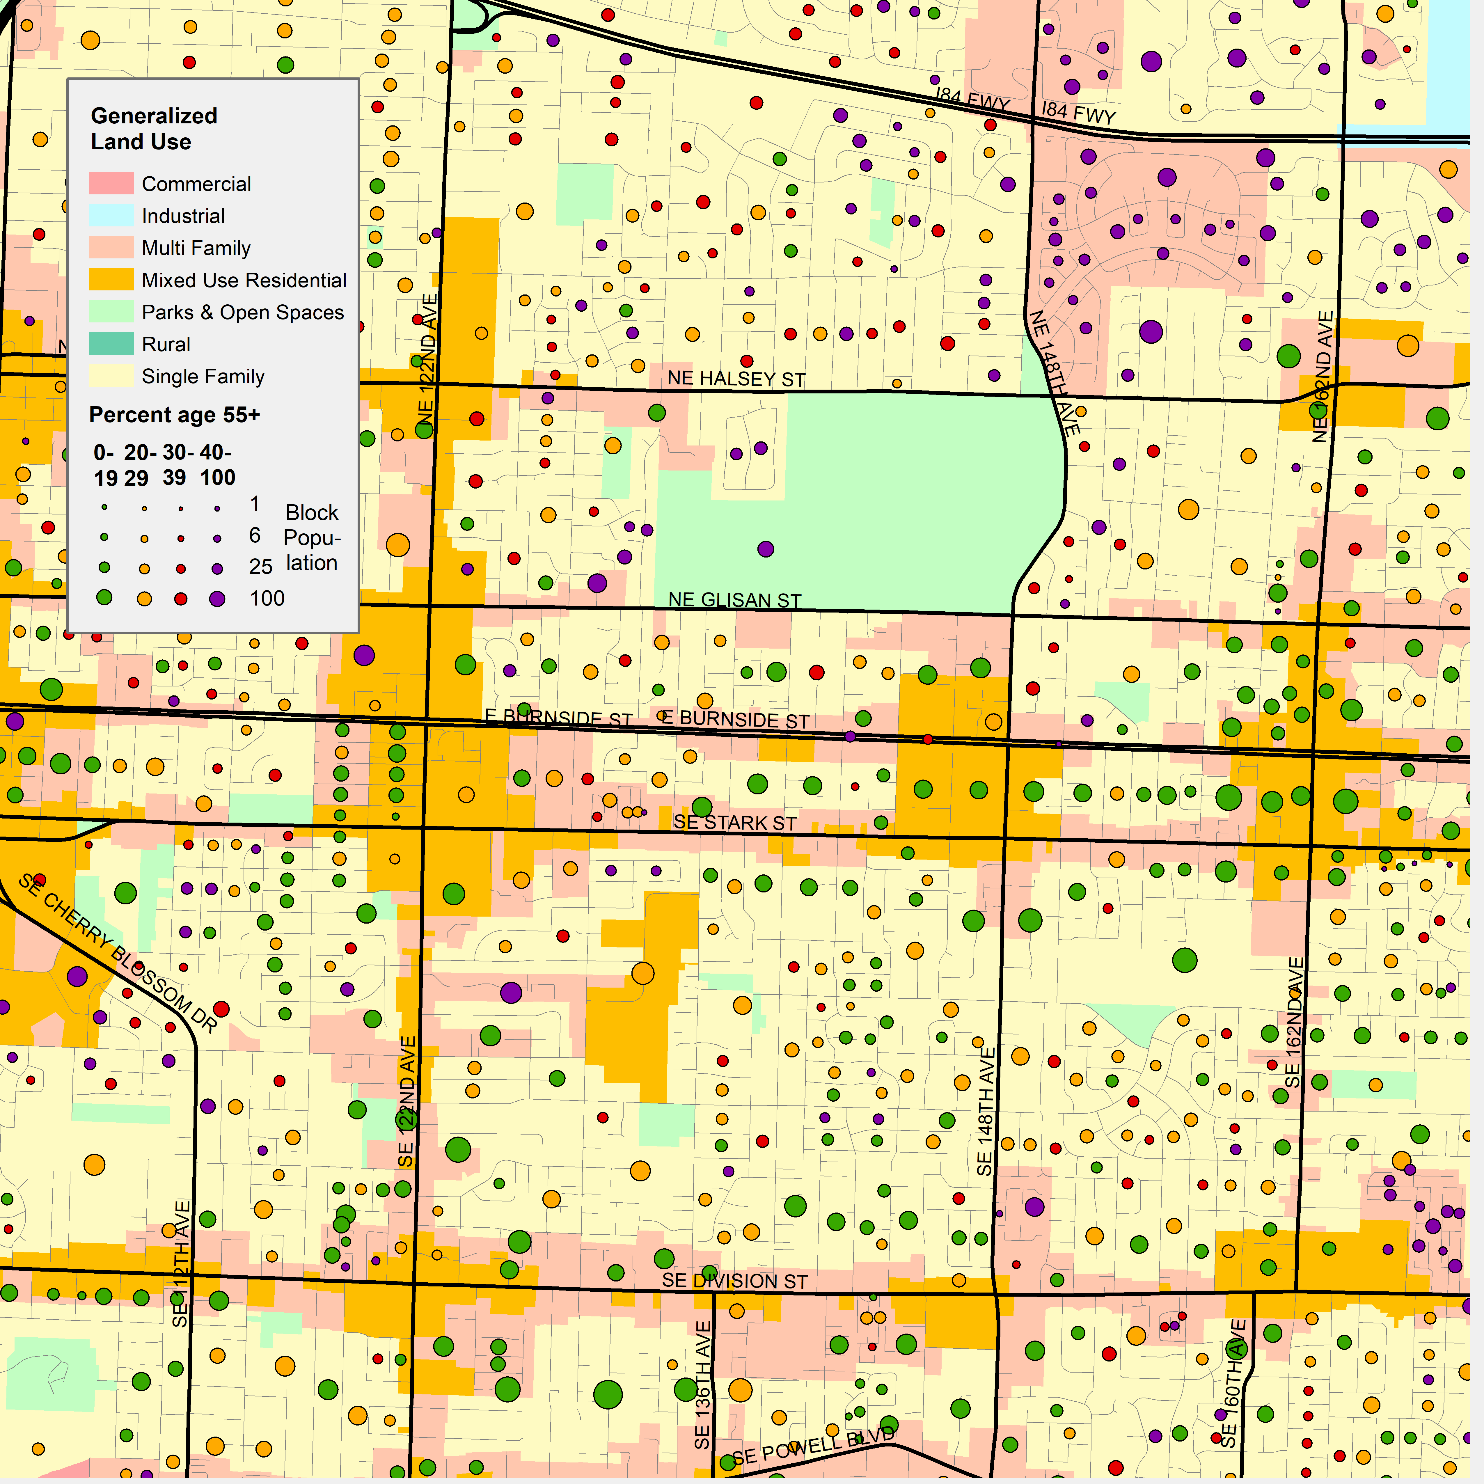 I84 FWY
I84 FWY
Generalized
Land Use
Commercial
Industrial
Multi Family
Mixed Use Residential
Parks & Open Spaces
Rural
Single Family
Percent age 55+
0- 20- 30- 40-
19 29 39 100
1
6
25
100
Block
Popu-
lation
N
NE 122ND AVE
NE 148TH AVE
NE 162ND AVE
NE HALSEY ST
NE GLISAN ST
E BURNSIDE ST
E BURNSIDE ST
SE STARK ST
SE CHERRY BLOSSOM DR
SE 122ND AVE
SE 148TH AVE
SE 162ND AVE
SE 112TH AVE
SE DIVISION ST
SE 136TH AVE
SE 160TH AVE
SE POWELL BLVD